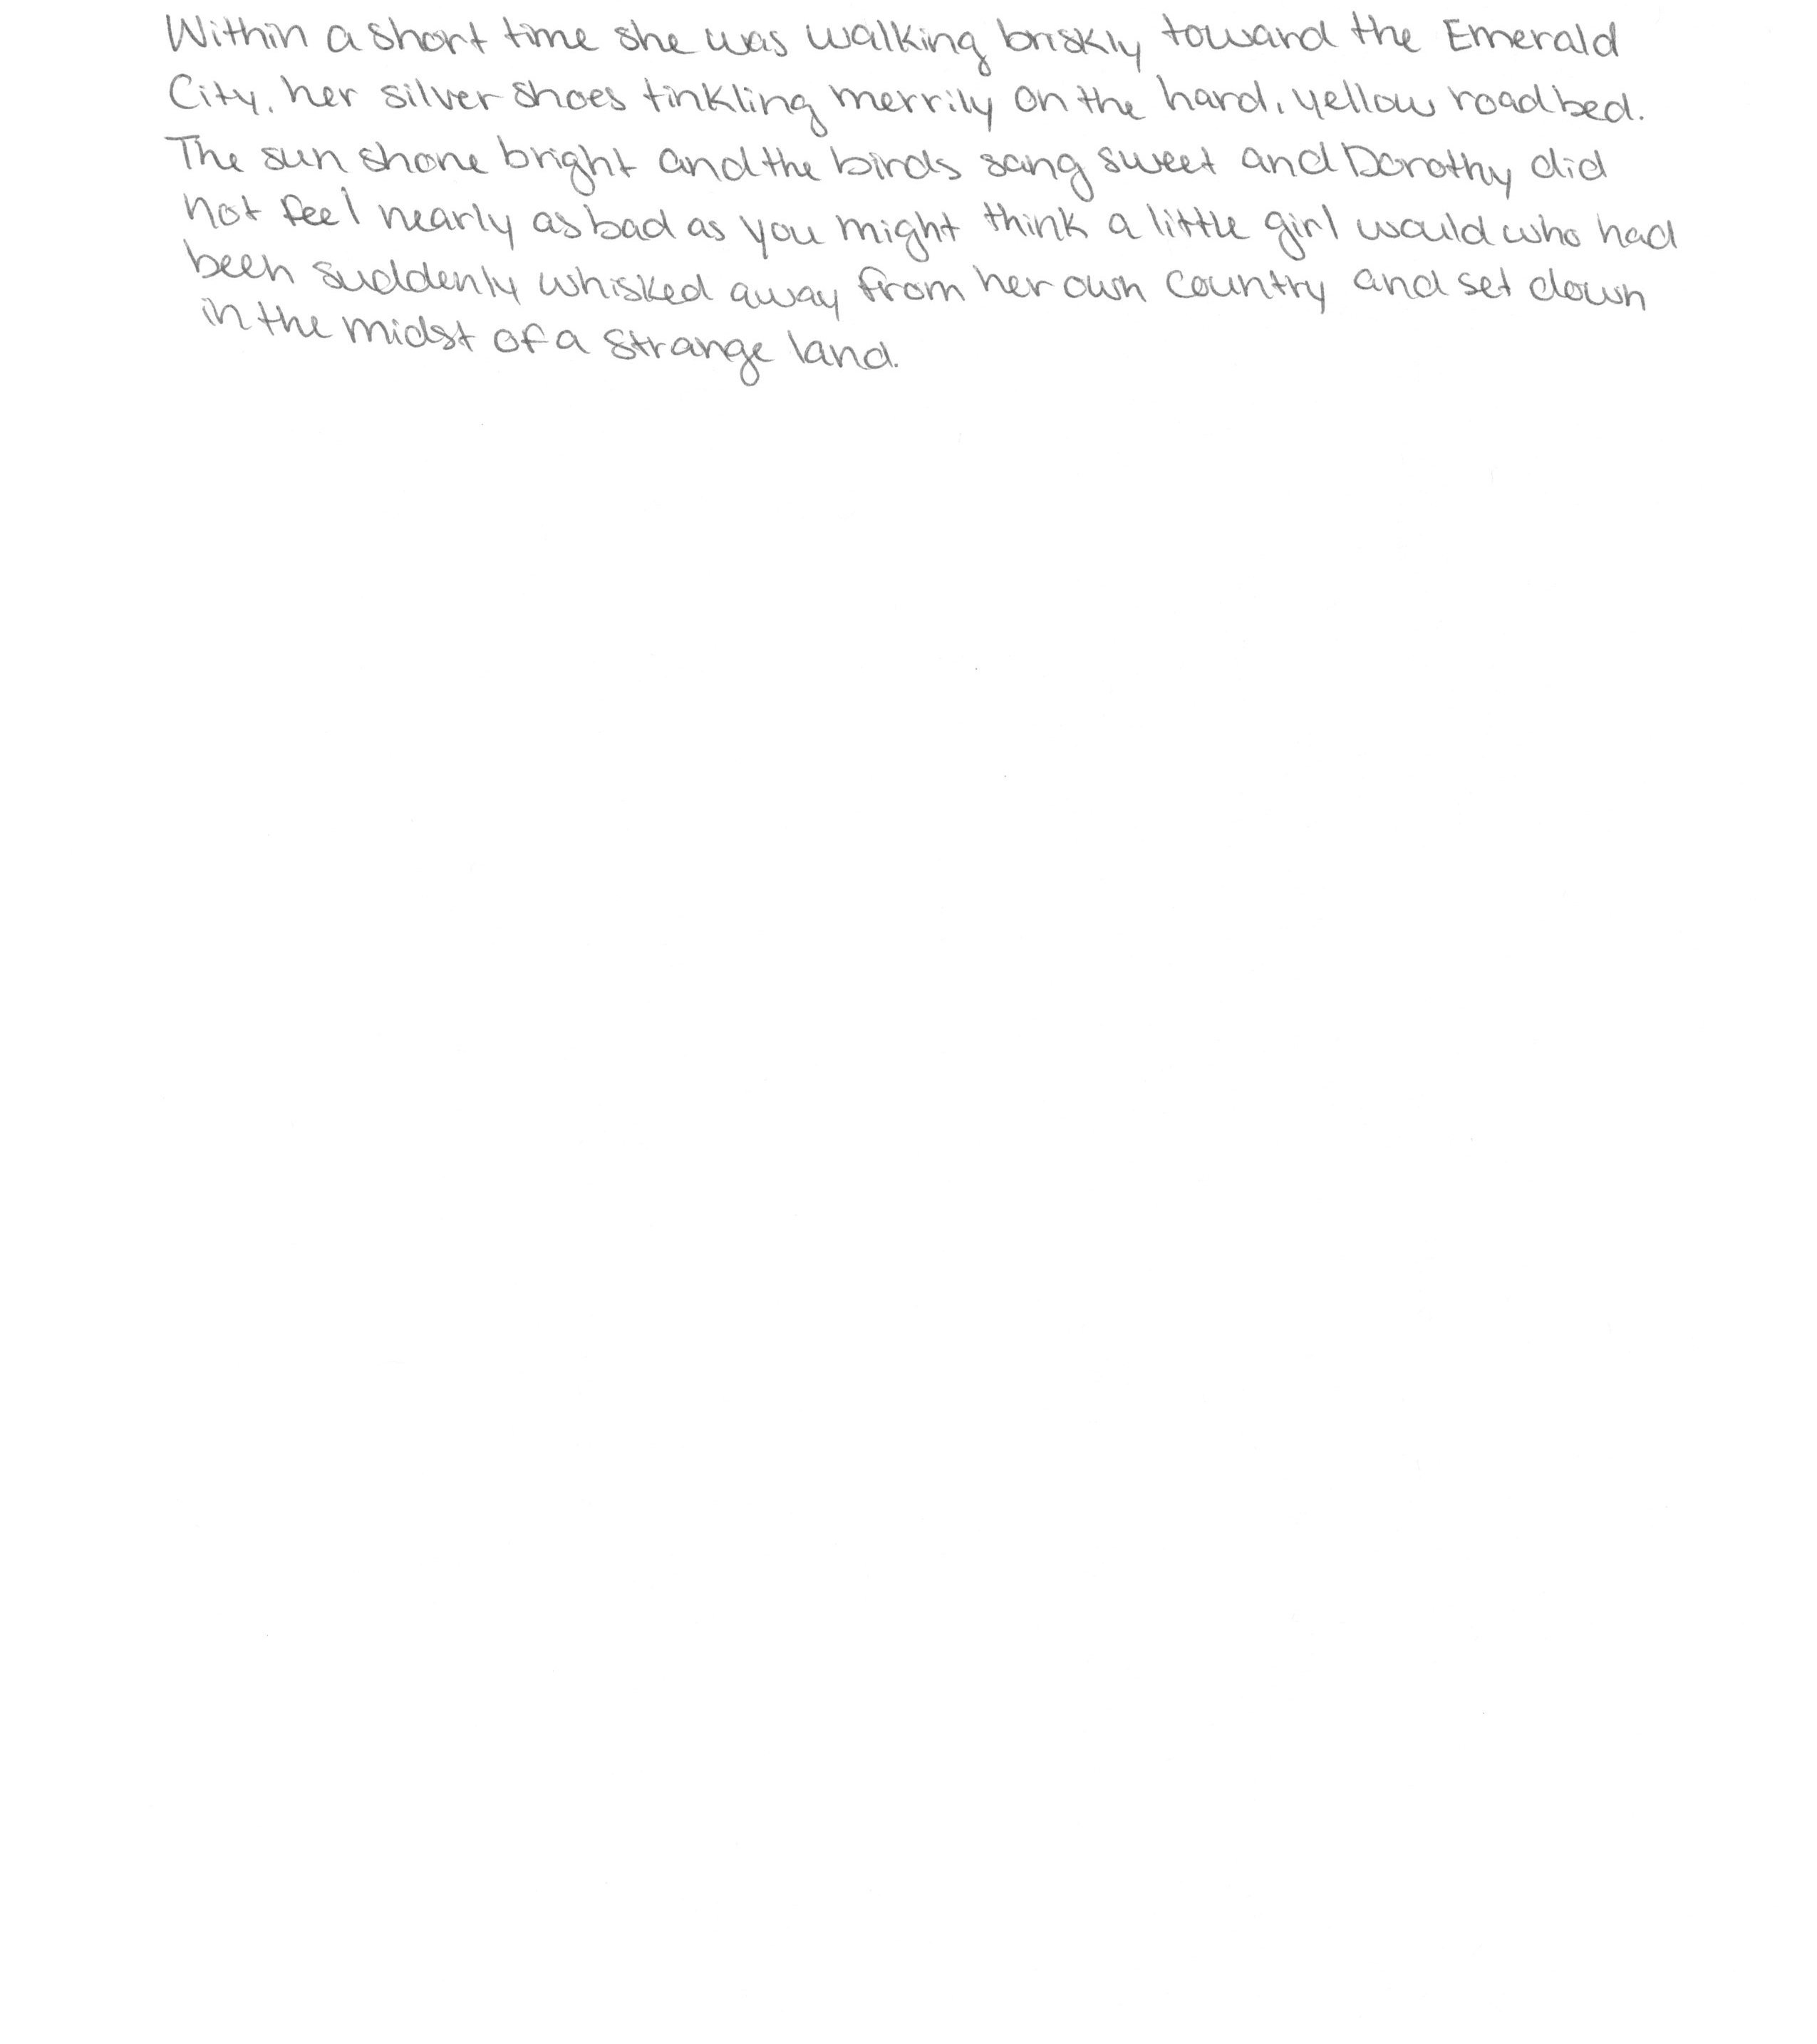 Within a short time she was walking briskly toward the Emerald
City, her silver shoes tinkling merrily on the hard, yellow roadbed.
The sun shone bright and the birds sang sweet and Dorothy did
not feel nearly as bad as you might think a little girl would who had
been suddenly whisked away from her own country and set down
in the midst of a strange land.